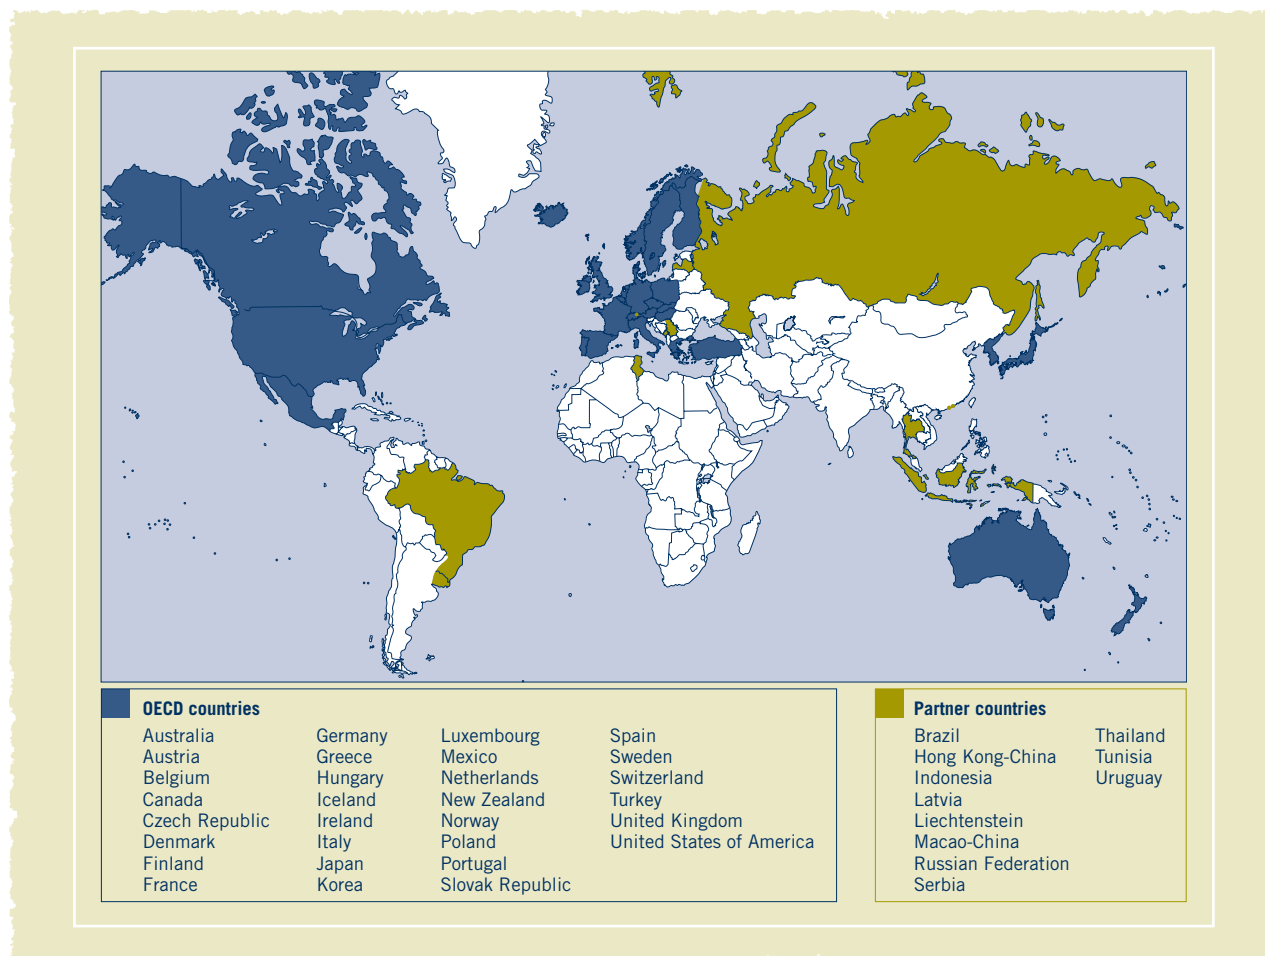 OECD countries
Australia
Austria
Belgium
Canada
Czech Republic
Denmark
Finland
France
Germany
Greece
Hungary
Iceland
Ireland
Italy
Japan
Korea
Luxembourg
Mexico
Netherlands
New Zealand
Norway
Poland
Portugal
Slovak Republic
Spain
Sweden
Switzerland
Turkey
United Kingdom
United States of America
Partner countries
Brazil
Hong Kong-China
Indonesia
Latvia
Liechtenstein
Macao-China
Russian Federation
Serbia
Thailand
Tunisia
Uruguay